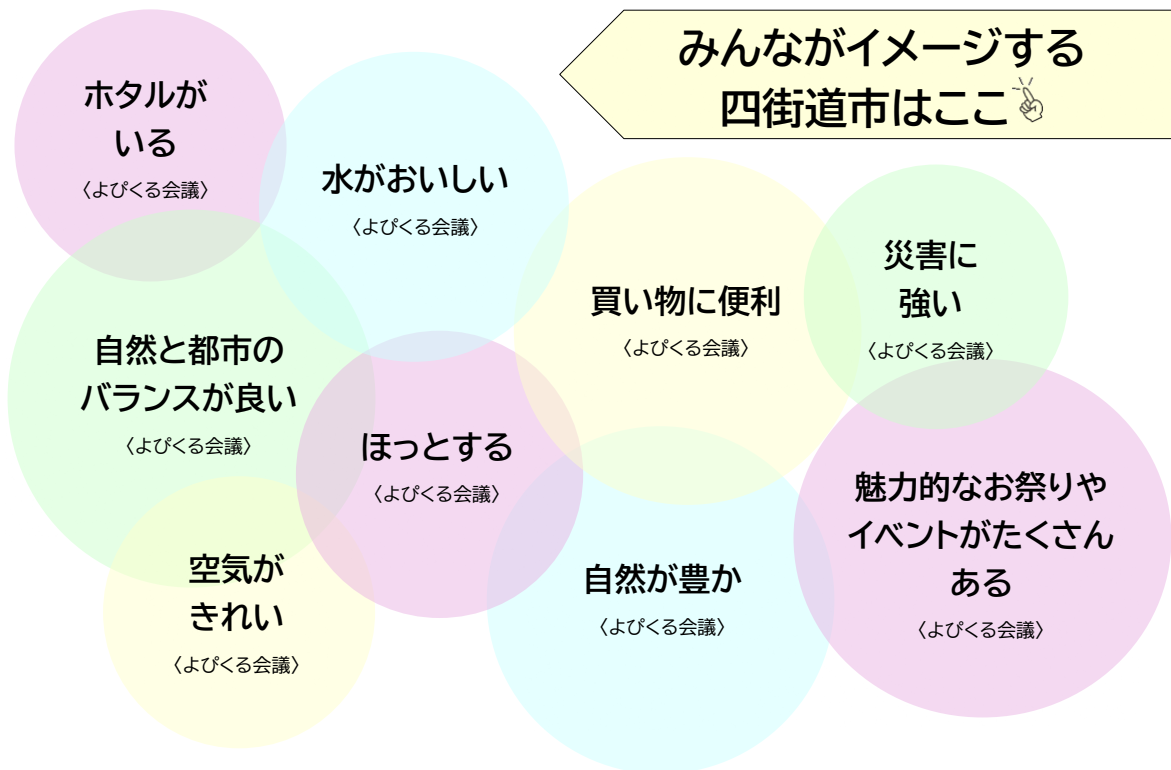 みんながイメージする
四街道市はここ
ホタルが
いる
〈よぴくる会議〉
水がおいしい
〈よぴくる会議〉
買い物に便利
〈よぴくる会議〉
災害に
強い
〈よぴくる会議〉
自然と都市の
バランスが良い
〈よぴくる会議〉
ほっとする
〈よぴくる会議〉
魅力的なお祭りや
イベントがたくさん
ある
〈よぴくる会議〉
空気が
きれい
〈よぴくる会議〉
自然が豊か
〈よぴくる会議〉